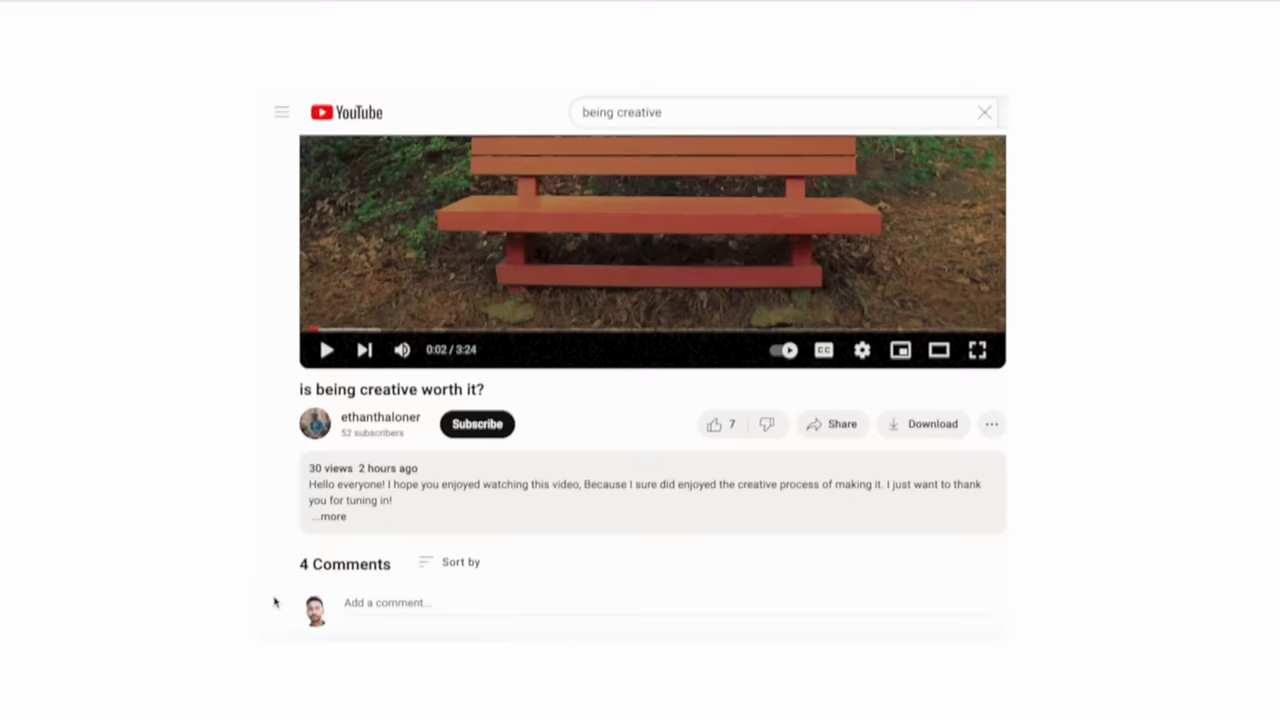 YouTube
being creative
0:02 / 3:24
CC
is being creative worth it?
ethanthaloner
52 subscribers
Subscribe
7
Share
Download
30 views 2 hours ago
Hello everyone! I hope you enjoyed watching this video, Because I sure did enjoyed the creative process of making it. I just want to thank
you for tuning in!
...more
4 Comments
Sort by
Add a comment...